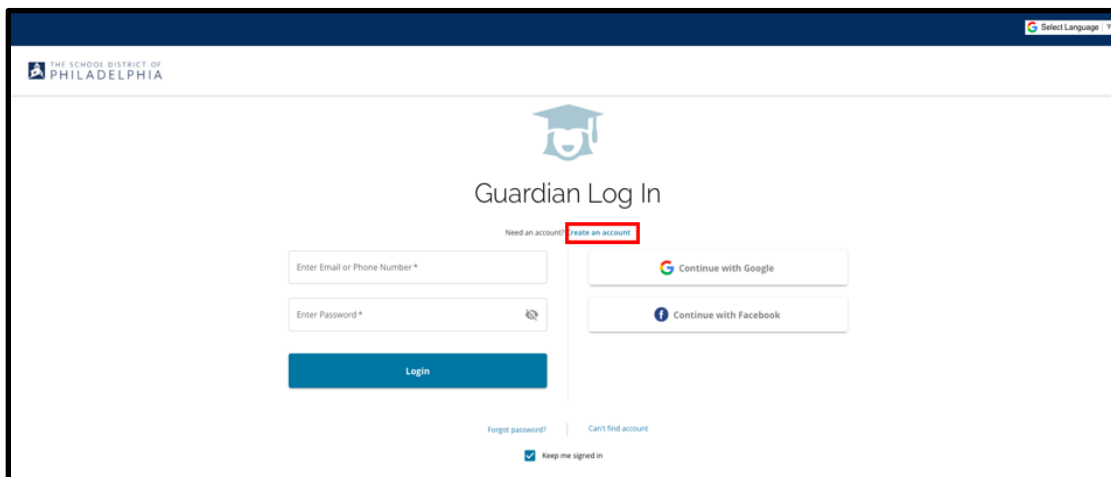 Select Language
THE SCHOOL DISTRICT OF
PHILADELPHIA
Guardian Log In
Need an account? Create an account
Enter Email or Phone Number *
Continue with Google
Enter Password *
Continue with Facebook
Login
Forgot password?
Can't find account
Keep me signed in